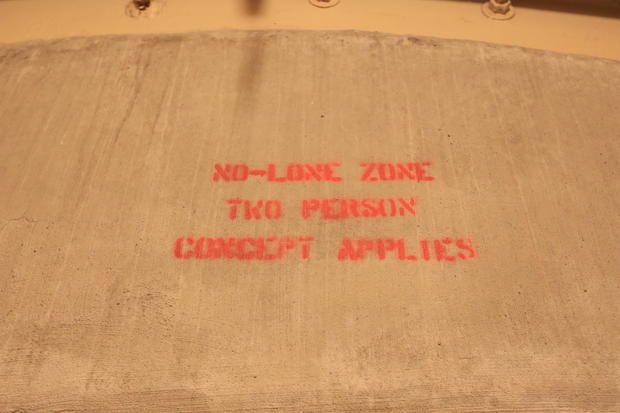 NO-LONE ZONE
TWO PERSON
CONCEPT APPLIES